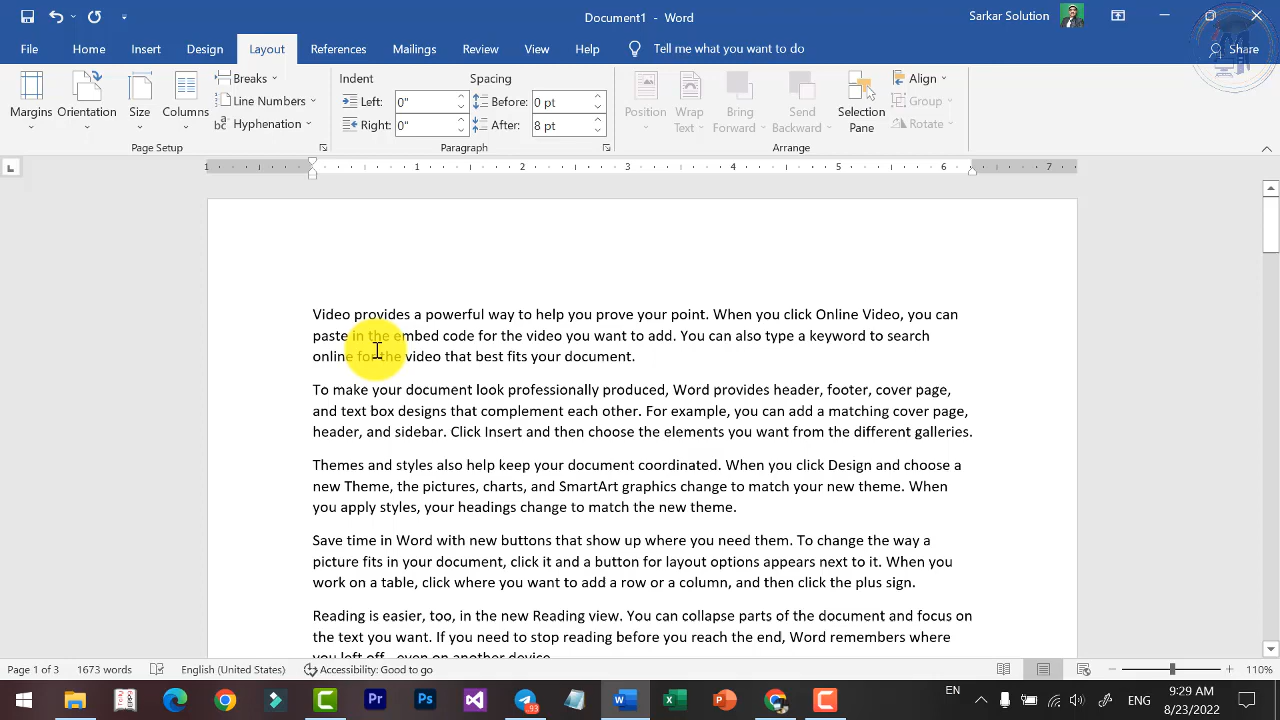 Document1 - Word
Sarkar Solution
File Home Insert Design Layout References Mailings Review View Help Tell me what you want to do Share
Margins
Orientation
Size
Columns
Breaks
Line Numbers
Hyphenation
Page Setup
Indent
Left: 0"
Right: 0"
Spacing
Before: 0 pt
After: 8 pt
Paragraph
Position
Wrap Text
Bring Forward
Send Backward
Selection Pane
Align
Group
Rotate
Arrange
1 1 2 3 4 5 6 7
Video provides a powerful way to help you prove your point. When you click Online Video, you can
paste in the embed code for the video you want to add. You can also type a keyword to search
online for the video that best fits your document.
To make your document look professionally produced, Word provides header, footer, cover page,
and text box designs that complement each other. For example, you can add a matching cover page,
header, and sidebar. Click Insert and then choose the elements you want from the different galleries.
Themes and styles also help keep your document coordinated. When you click Design and choose a
new Theme, the pictures, charts, and SmartArt graphics change to match your new theme. When
you apply styles, your headings change to match the new theme.
Save time in Word with new buttons that show up where you need them. To change the way a
picture fits in your document, click it and a button for layout options appears next to it. When you
work on a table, click where you want to add a row or a column, and then click the plus sign.
Reading is easier, too, in the new Reading view. You can collapse parts of the document and focus on
the text you want. If you need to stop reading before you reach the end, Word remembers where
you left off - even on another device.
Page 1 of 3 1673 words English (United States) Accessibility: Good to go 110%
Pr Ps 93 EN ENG
9:29 AM
8/23/2022